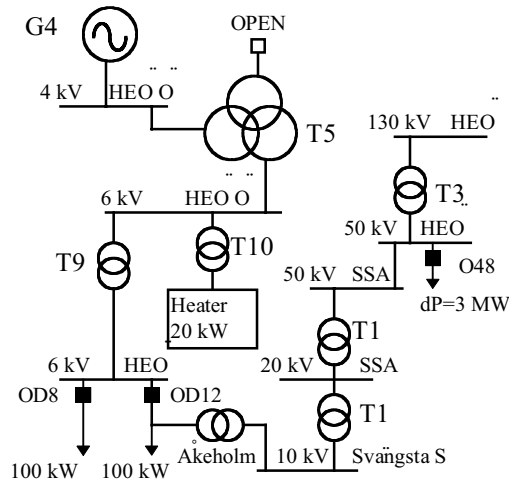 G4
OPEN
4 kV HEO O
T5
130 kV HEO
T3
6 kV HEO O
50 kV HEO
T9
T10
O48
50 kV SSA
dP=3 MW
Heater
20 kW
T1
6 kV HEO
20 kV SSA
OD8 OD12
T1
Åkeholm
100 kW 100 kW
10 kV Svängsta S